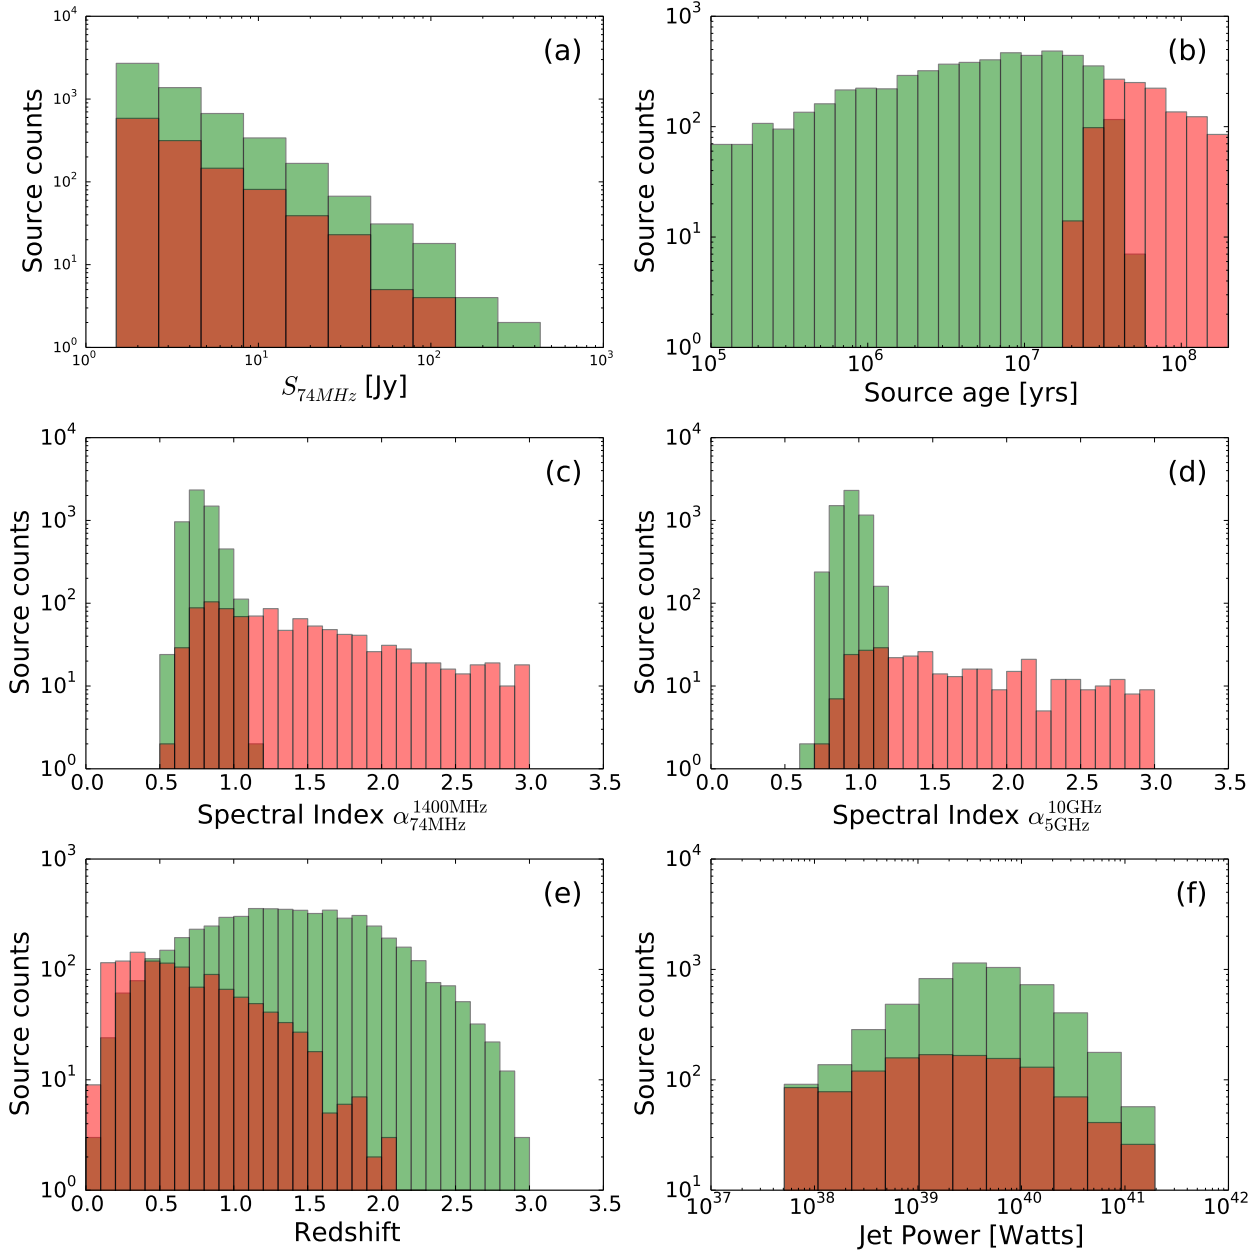 (a)
Source counts
10^4
10^3
10^2
10^1
10^0
10^0 10^1 10^2 10^3
S_{74MHz} [Jy]
(b)
Source counts
10^3
10^2
10^1
10^0
10^5 10^6 10^7 10^8
Source age [yrs]
(c)
Source counts
10^4
10^3
10^2
10^1
10^0
0.0 0.5 1.0 1.5 2.0 2.5 3.0 3.5
Spectral Index α_{74MHz}^{1400MHz}
(d)
Source counts
10^4
10^3
10^2
10^1
10^0
0.0 0.5 1.0 1.5 2.0 2.5 3.0 3.5
Spectral Index α_{5GHz}^{10GHz}
(e)
Source counts
10^3
10^2
10^1
10^0
0.0 0.5 1.0 1.5 2.0 2.5 3.0 3.5
Redshift
(f)
Source counts
10^4
10^3
10^2
10^1
10^37 10^38 10^39 10^40 10^41 10^42
Jet Power [Watts]